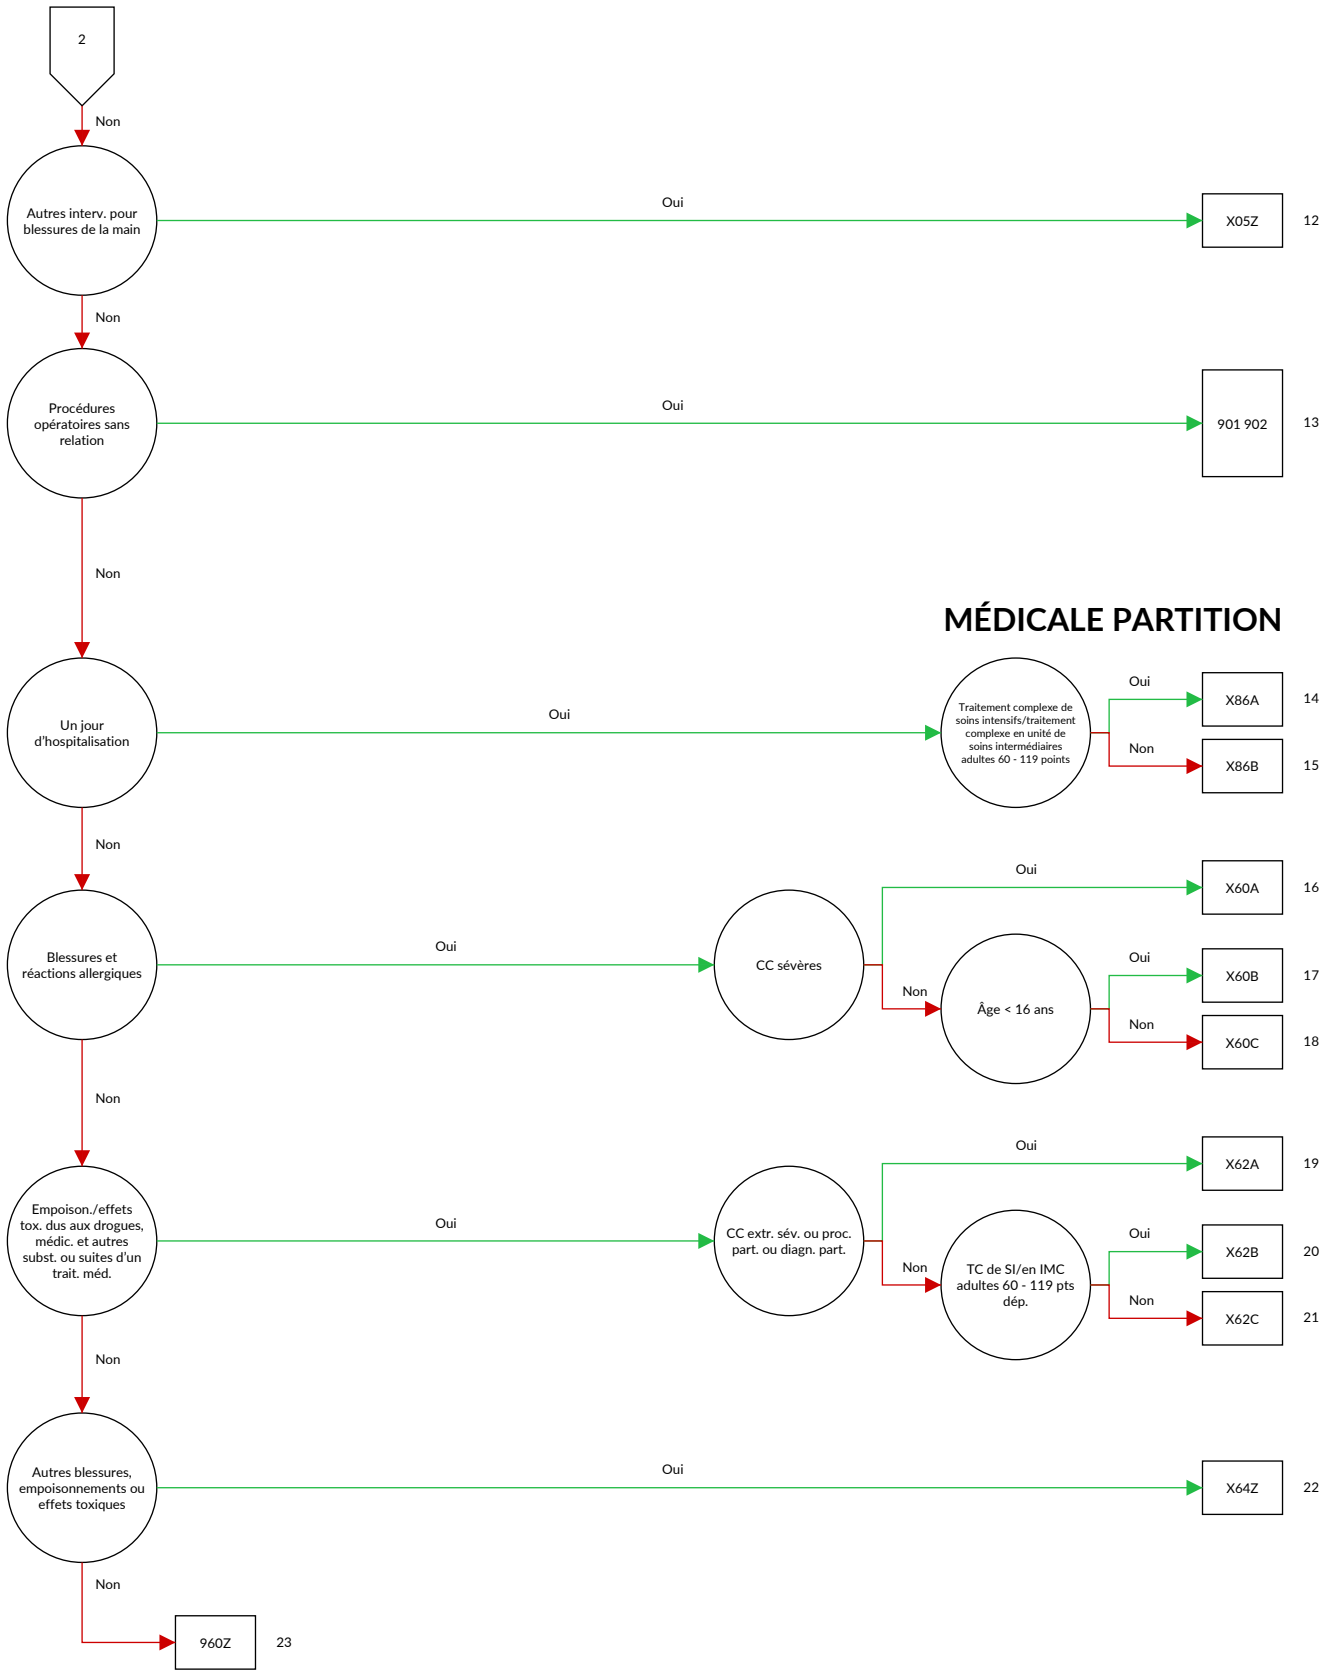 2
Non
Autres interv. pour
blessures de la main
Oui
X05Z
12
Non
Procédures
opératoires sans
relation
Oui
901 902
13
Non
MÉDICALE PARTITION
Un jour
d'hospitalisation
Oui
Traitement complexe de
soins intensifs/traitement
complexe en unité de
soins intermédiaires
adultes 60 - 119 points
Oui
X86A
14
Non
X86B
15
Non
Blessures et
réactions allergiques
Oui
CC sévères
Oui
X60A
16
Non
Âge < 16 ans
Oui
X60B
17
Non
X60C
18
Non
Empoison./effets
tox. dus aux drogues,
médic. et autres
subst. ou suites d'un
trait. méd.
Oui
CC extr. sév. ou proc.
part. ou diagn. part.
Oui
X62A
19
Non
TC de SI/en IMC
adultes 60 - 119 pts
dép.
Oui
X62B
20
Non
X62C
21
Non
Autres blessures,
empoisonnements ou
effets toxiques
Oui
X64Z
22
Non
960Z
23